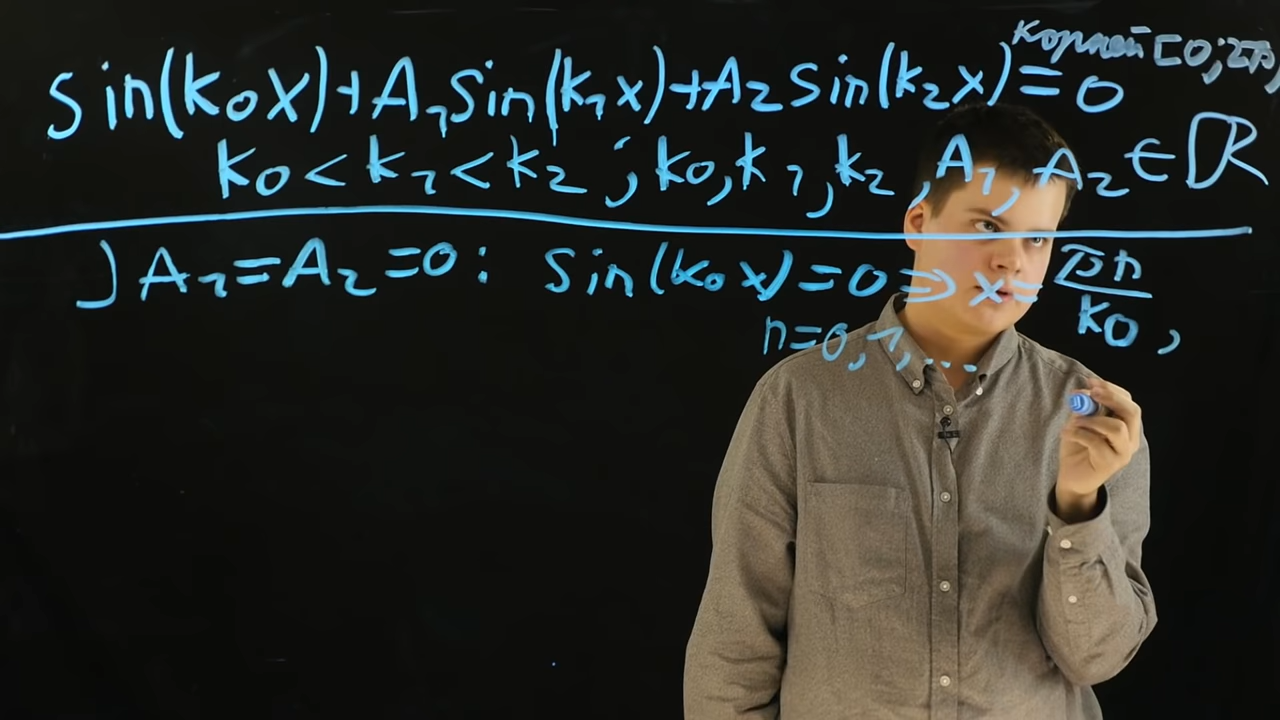 корней [0;2π)
sin(k₀x)+A₁sin(k₁x)+A₂sin(k₂x)=0
k₀<k₁<k₂; k₀,k₁,k₂,A₁,A₂∈ℝ
] A₁=A₂=0: sin(k₀x)=0⇒x=πn/k₀,
n=0,1,...